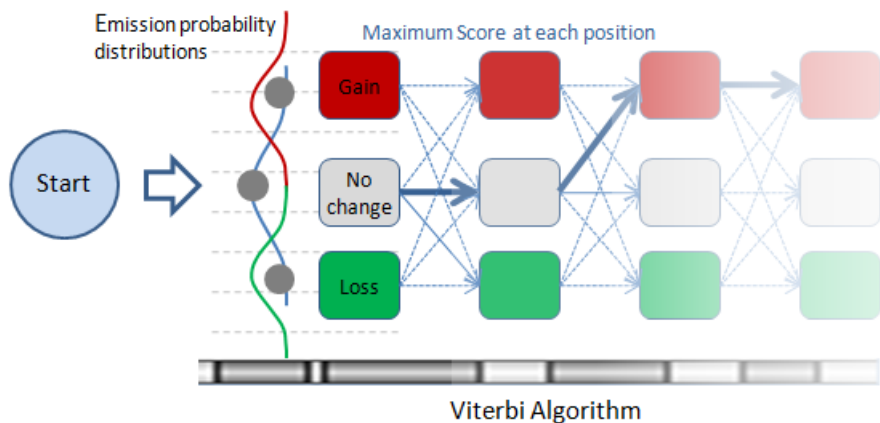 Emission probability
distributions
Maximum Score at each position
Gain
Start
No
change
Loss
Viterbi Algorithm